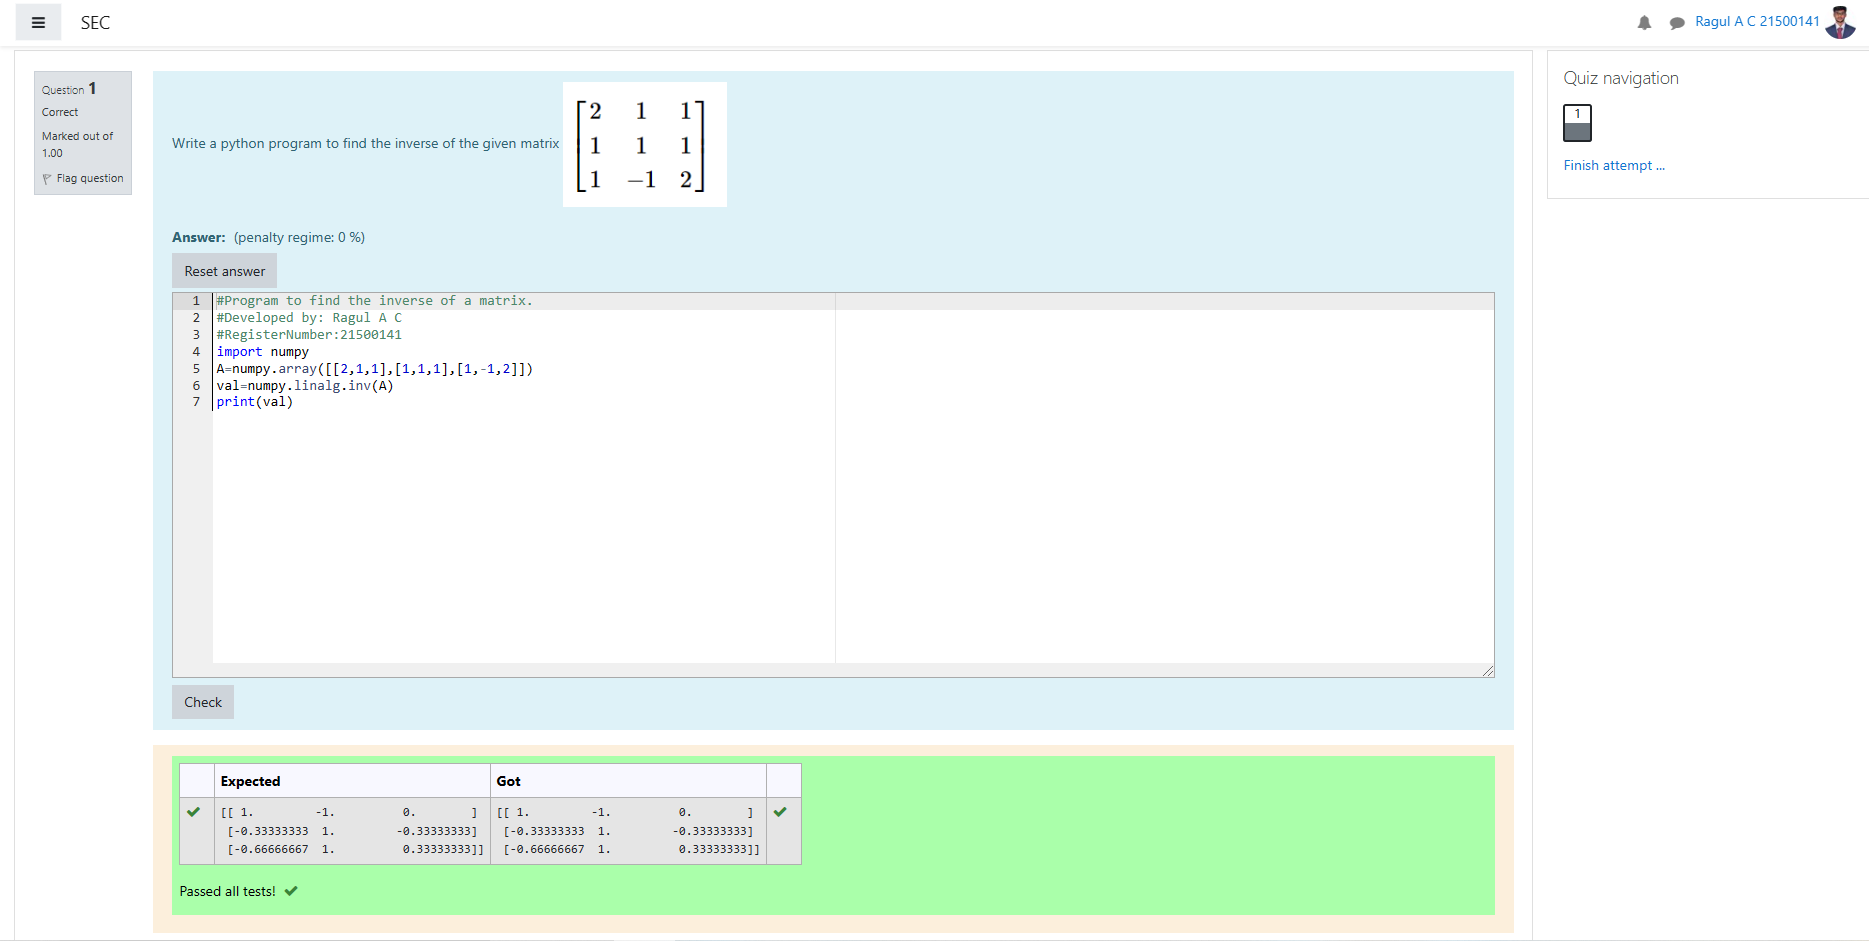 SEC
Ragul A C 21500141
Question 1
Correct
Marked out of
1.00
Flag question
Write a python program to find the inverse of the given matrix
2 1 1
1 1 1
1 −1 2
Answer: (penalty regime: 0 %)
Reset answer
1 #Program to find the inverse of a matrix.
2 #Developed by: Ragul A C
3 #RegisterNumber:21500141
4 import numpy
5 A=numpy.array([[2,1,1],[1,1,1],[1,-1,2]])
6 val=numpy.linalg.inv(A)
7 print(val)
Check
Expected Got
[[ 1. -1. 0. ] [[ 1. -1. 0. ]
[-0.33333333 1. -0.33333333] [-0.33333333 1. -0.33333333]
[-0.66666667 1. 0.33333333]] [-0.66666667 1. 0.33333333]]
Passed all tests!
Quiz navigation
1
Finish attempt ...